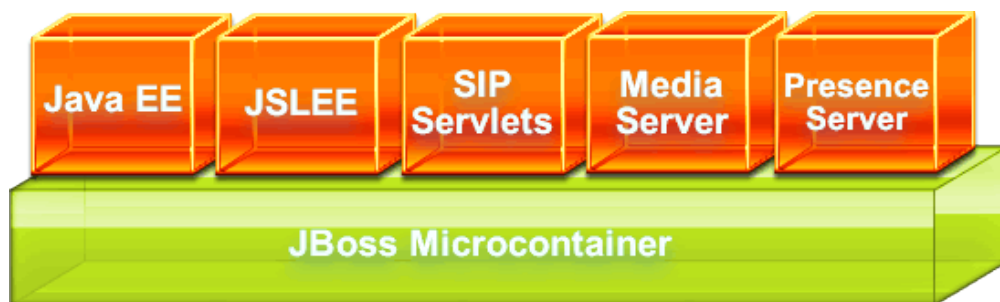 Java EE
JSLEE
SIP
Servlets
Media
Server
Presence
Server
JBoss Microcontainer